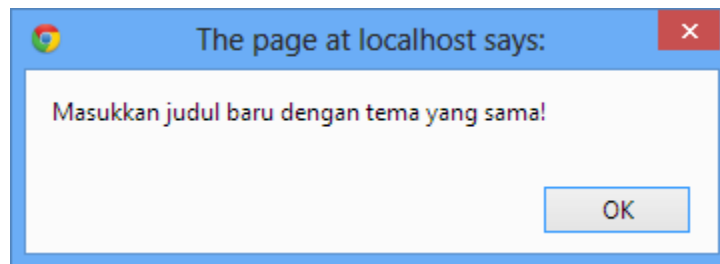 The page at localhost says:
Masukkan judul baru dengan tema yang sama!
OK